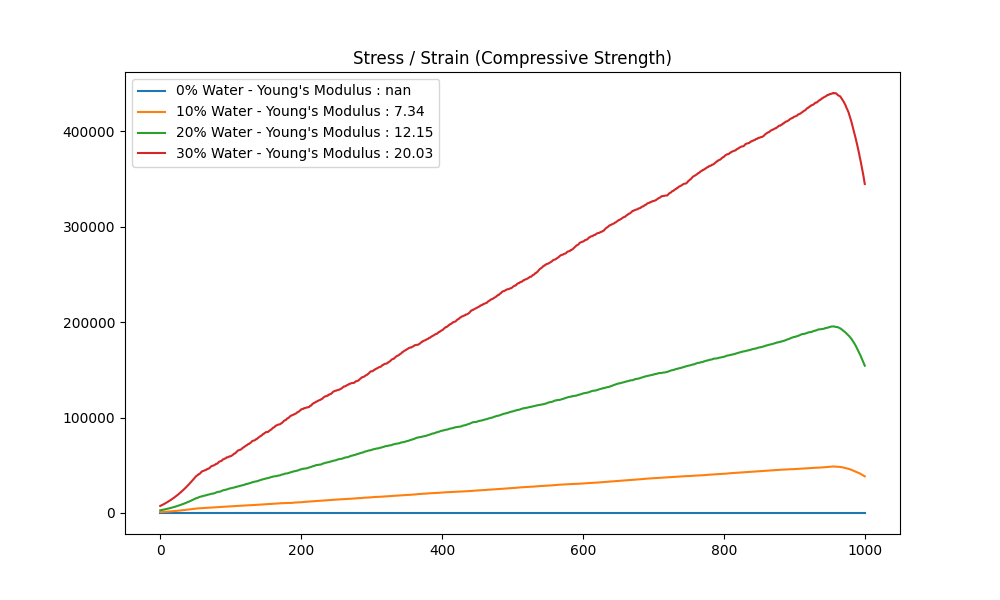 Stress / Strain (Compressive Strength)
0% Water - Young's Modulus : nan
10% Water - Young's Modulus : 7.34
20% Water - Young's Modulus : 12.15
30% Water - Young's Modulus : 20.03
400000
300000
200000
100000
0
0 200 400 600 800 1000